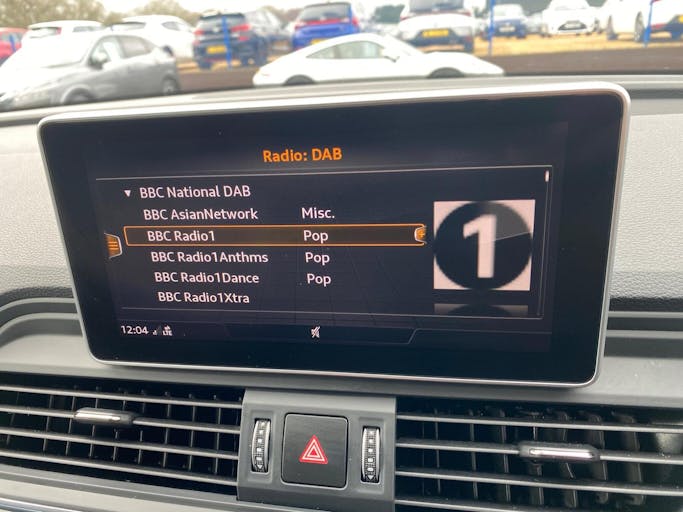 Radio: DAB
BBC National DAB
BBC AsianNetwork Misc.
BBC Radio1 Pop
BBC Radio1Anthms Pop
BBC Radio1Dance Pop
BBC Radio1Xtra
1
12:04 LTE